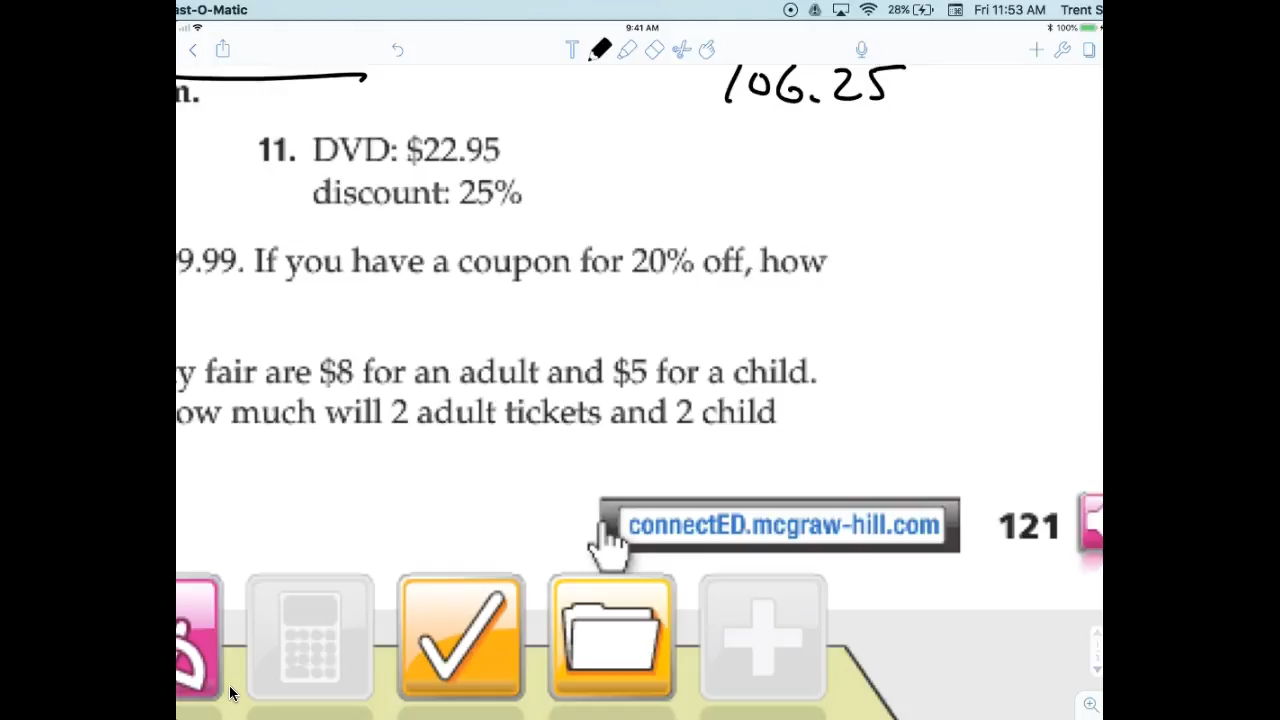 ast-O-Matic
28%
Fri 11:53 AM Trent S
9:41 AM
100%
T
m.
106.25
11. DVD: $22.95
discount: 25%
9.99. If you have a coupon for 20% off, how
y fair are $8 for an adult and $5 for a child.
ow much will 2 adult tickets and 2 child
connectED.mcgraw-hill.com
121